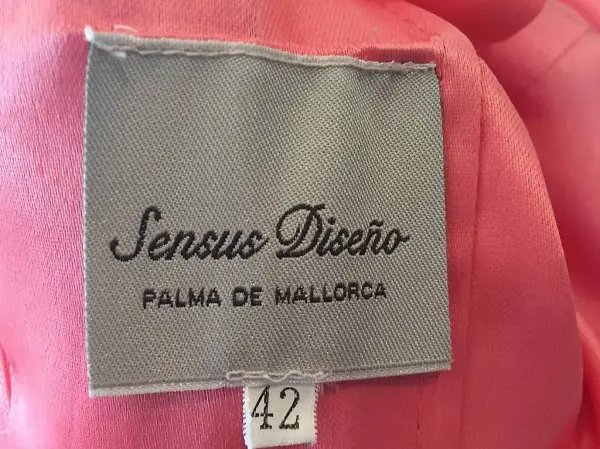 Sensus Diseño
PALMA DE MALLORCA
42